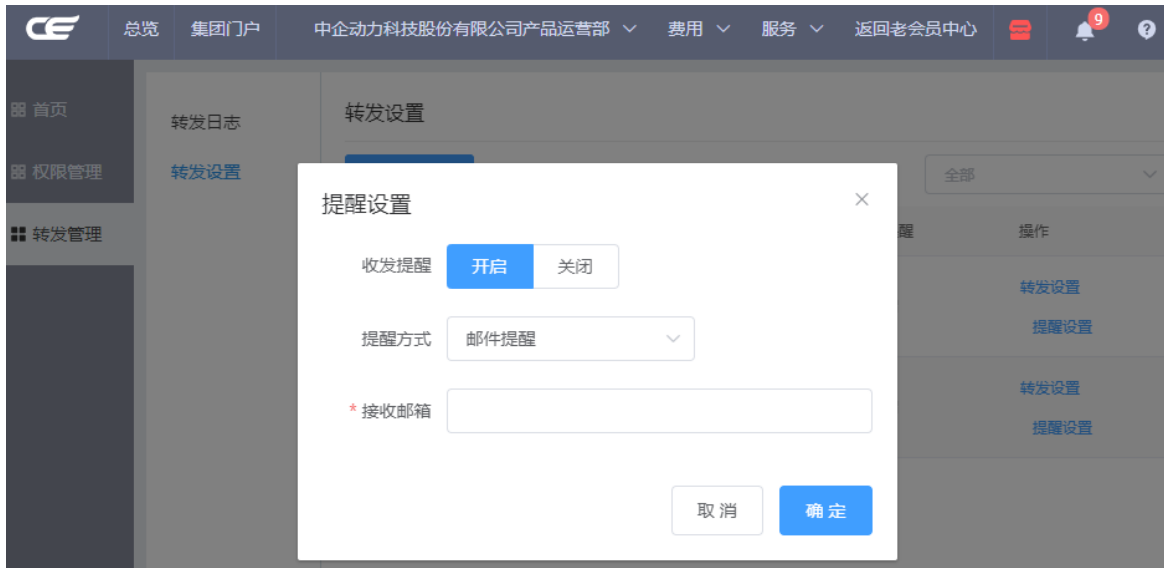 CE 总览 集团门户 中企动力科技股份有限公司产品运营部 费用 服务 返回老会员中心 9
首页
权限管理
转发管理
转发日志
转发设置
转发设置
全部
醒 操作
转发设置
提醒设置
转发设置
提醒设置
提醒设置
收发提醒 开启 关闭
提醒方式 邮件提醒
* 接收邮箱
取消 确定